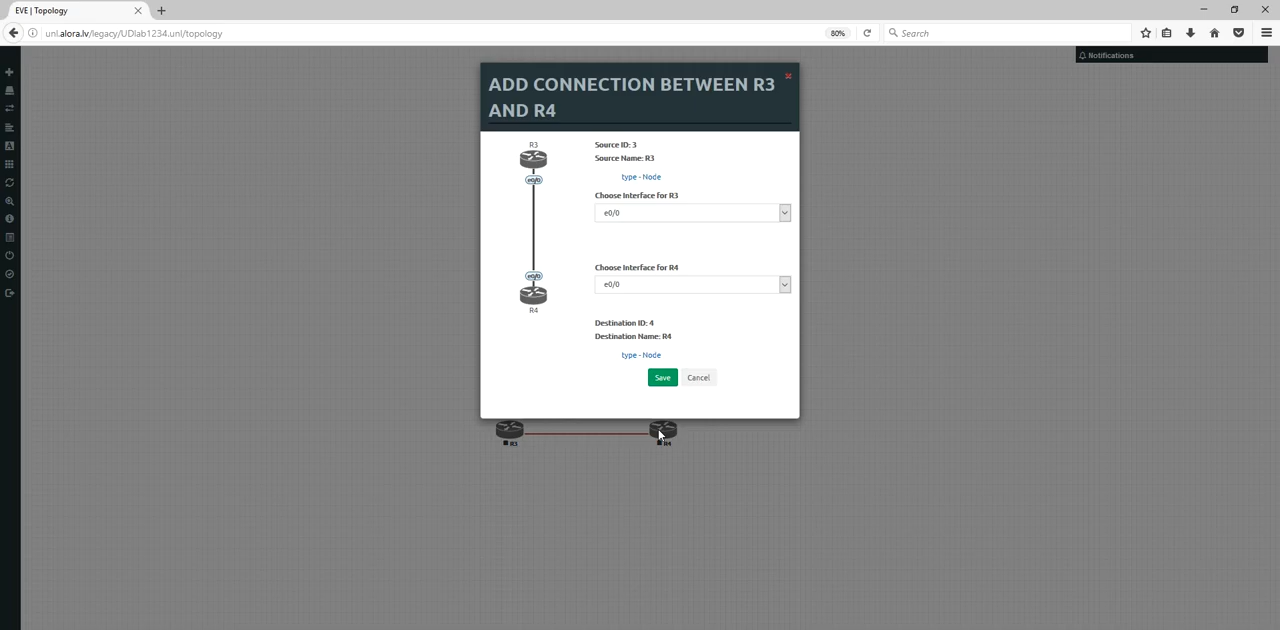 EVE | Topology
unl.alora.lv/legacy/UDlab1234.unl/topology
80%
Search
Notifications
ADD CONNECTION BETWEEN R3
AND R4
R3
e0/0
e0/0
R4
Source ID: 3
Source Name: R3
type - Node
Choose Interface for R3
e0/0
Choose Interface for R4
e0/0
Destination ID: 4
Destination Name: R4
type - Node
Save
Cancel
R3
R4